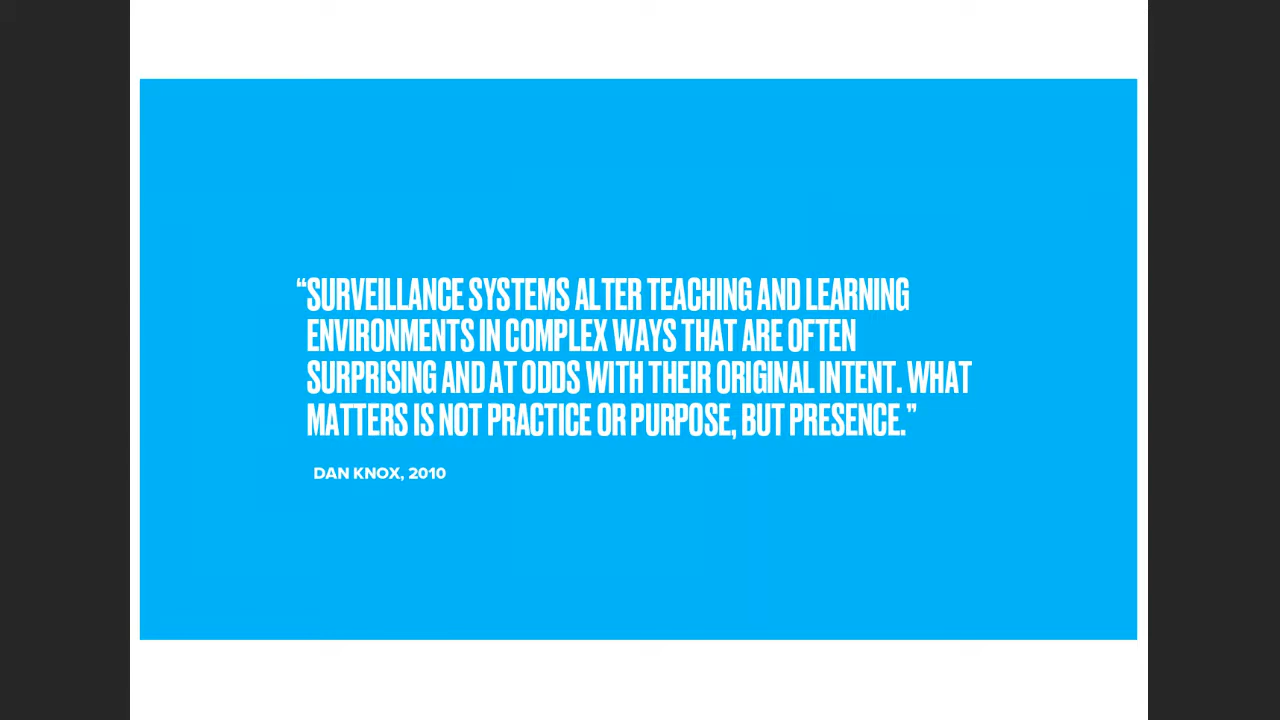 “SURVEILLANCE SYSTEMS ALTER TEACHING AND LEARNING
ENVIRONMENTS IN COMPLEX WAYS THAT ARE OFTEN
SURPRISING AND AT ODDS WITH THEIR ORIGINAL INTENT. WHAT
MATTERS IS NOT PRACTICE OR PURPOSE, BUT PRESENCE.”
DAN KNOX, 2010